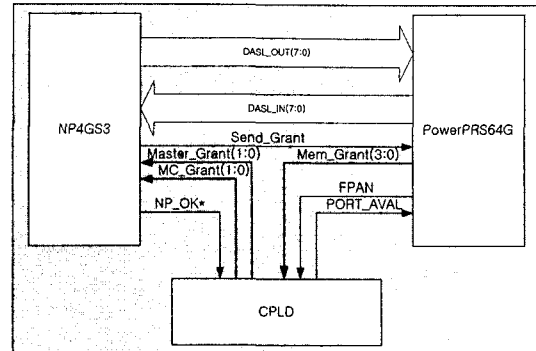 DASL_OUT(7:0)
NP4GS3
DASL_IN(7:0)
PowerPRS64G
Send_Grant
Master_Grant(1:0)
Mem_Grant(3:0)
MC_Grant(1:0)
FPAN
NP_OK*
PORT_AVAL
CPLD